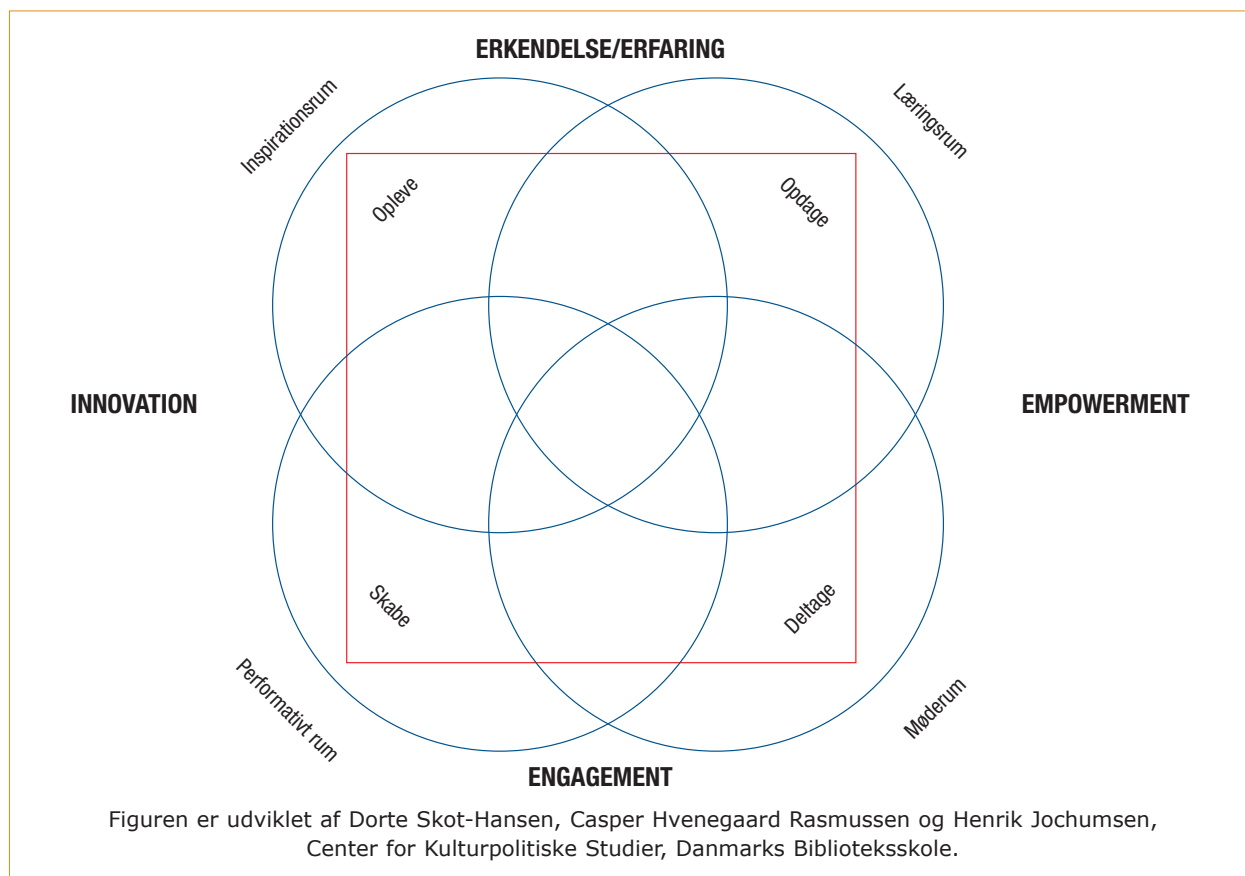 ERKENDELSE/ERFARING
Inspirationsrum
Læringsrum
Opleve
Opdage
INNOVATION
EMPOWERMENT
Skabe
Deltage
Performativt rum
Møderum
ENGAGEMENT
Figuren er udviklet af Dorte Skot-Hansen, Casper Hvenegaard Rasmussen og Henrik Jochumsen,
Center for Kulturpolitiske Studier, Danmarks Biblioteksskole.